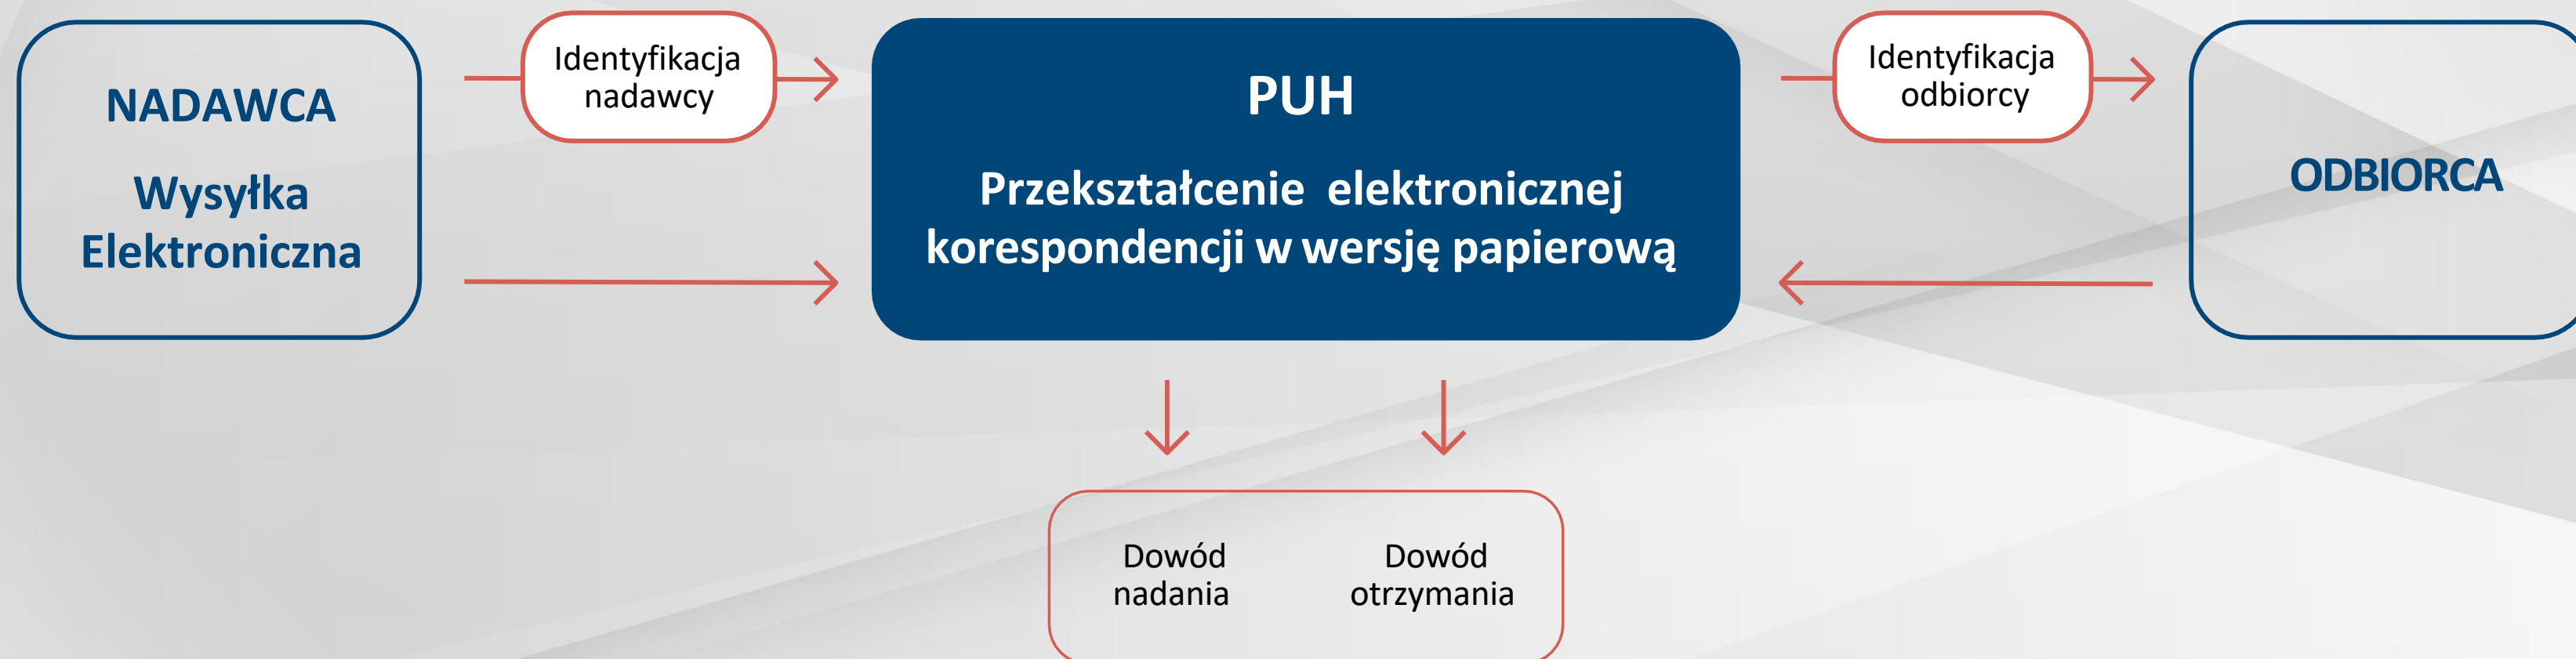 NADAWCA
Wysyłka
Elektroniczna
Identyfikacja
nadawcy
PUH
Przekształcenie elektronicznej
korespondencji w wersję papierową
Identyfikacja
odbiorcy
ODBIORCA
Dowód
nadania
Dowód
otrzymania